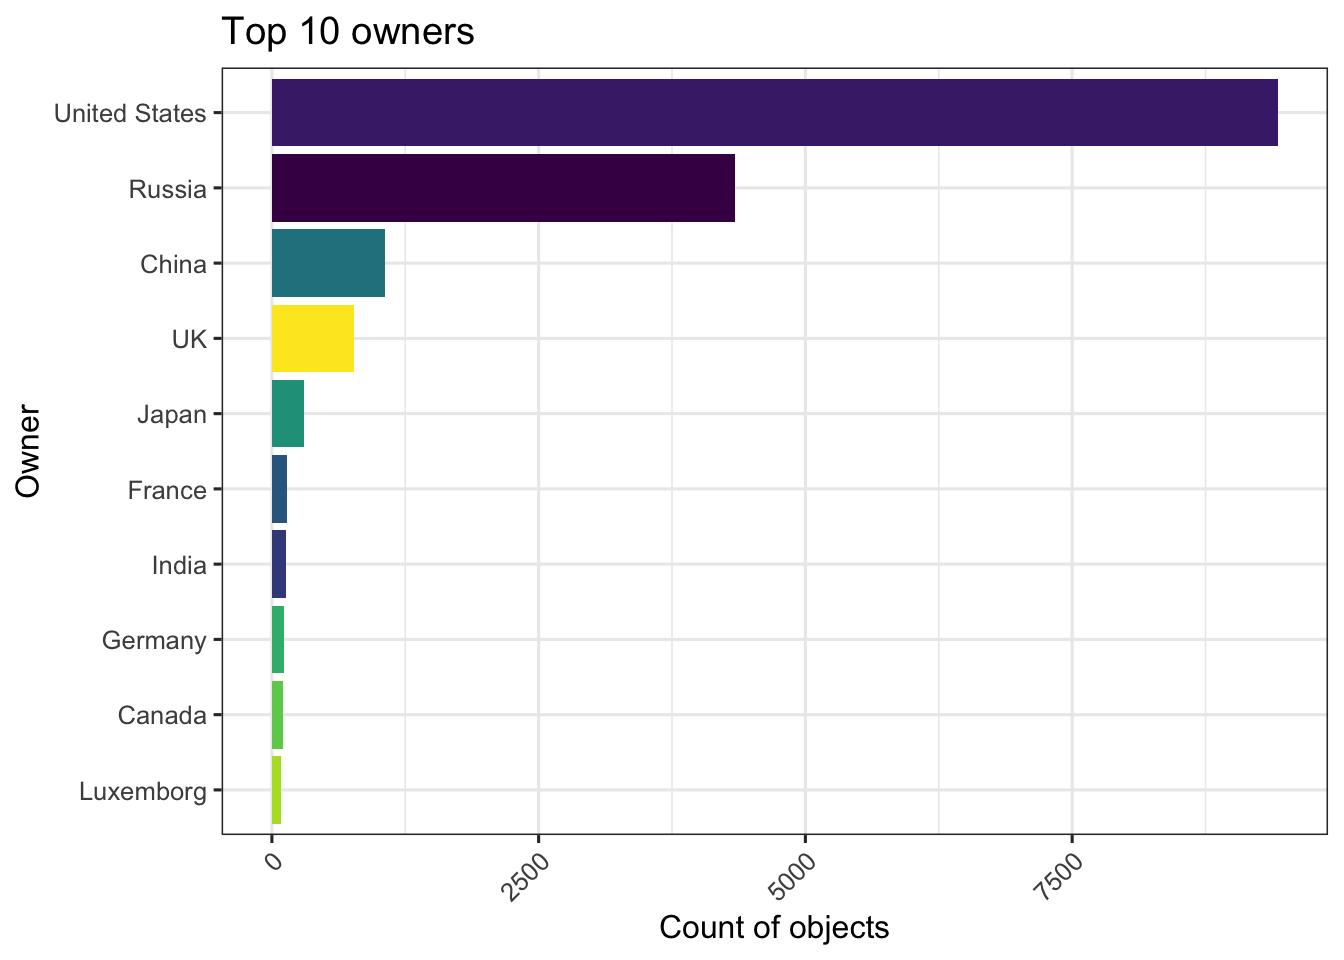 Top 10 owners
United States
Russia
China
UK
Japan
France
India
Germany
Canada
Luxemborg
Owner
0
2500
5000
7500
Count of objects